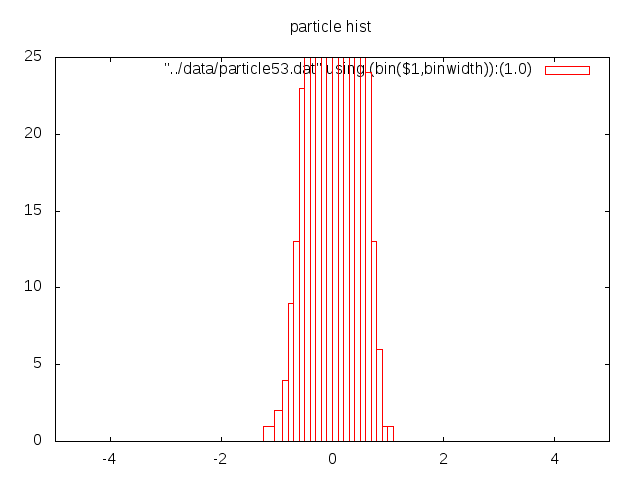 particle hist
25
"../data/particle53.dat" using (bin($1,binwidth)):(1.0)
20
15
10
5
0
-4 -2 0 2 4